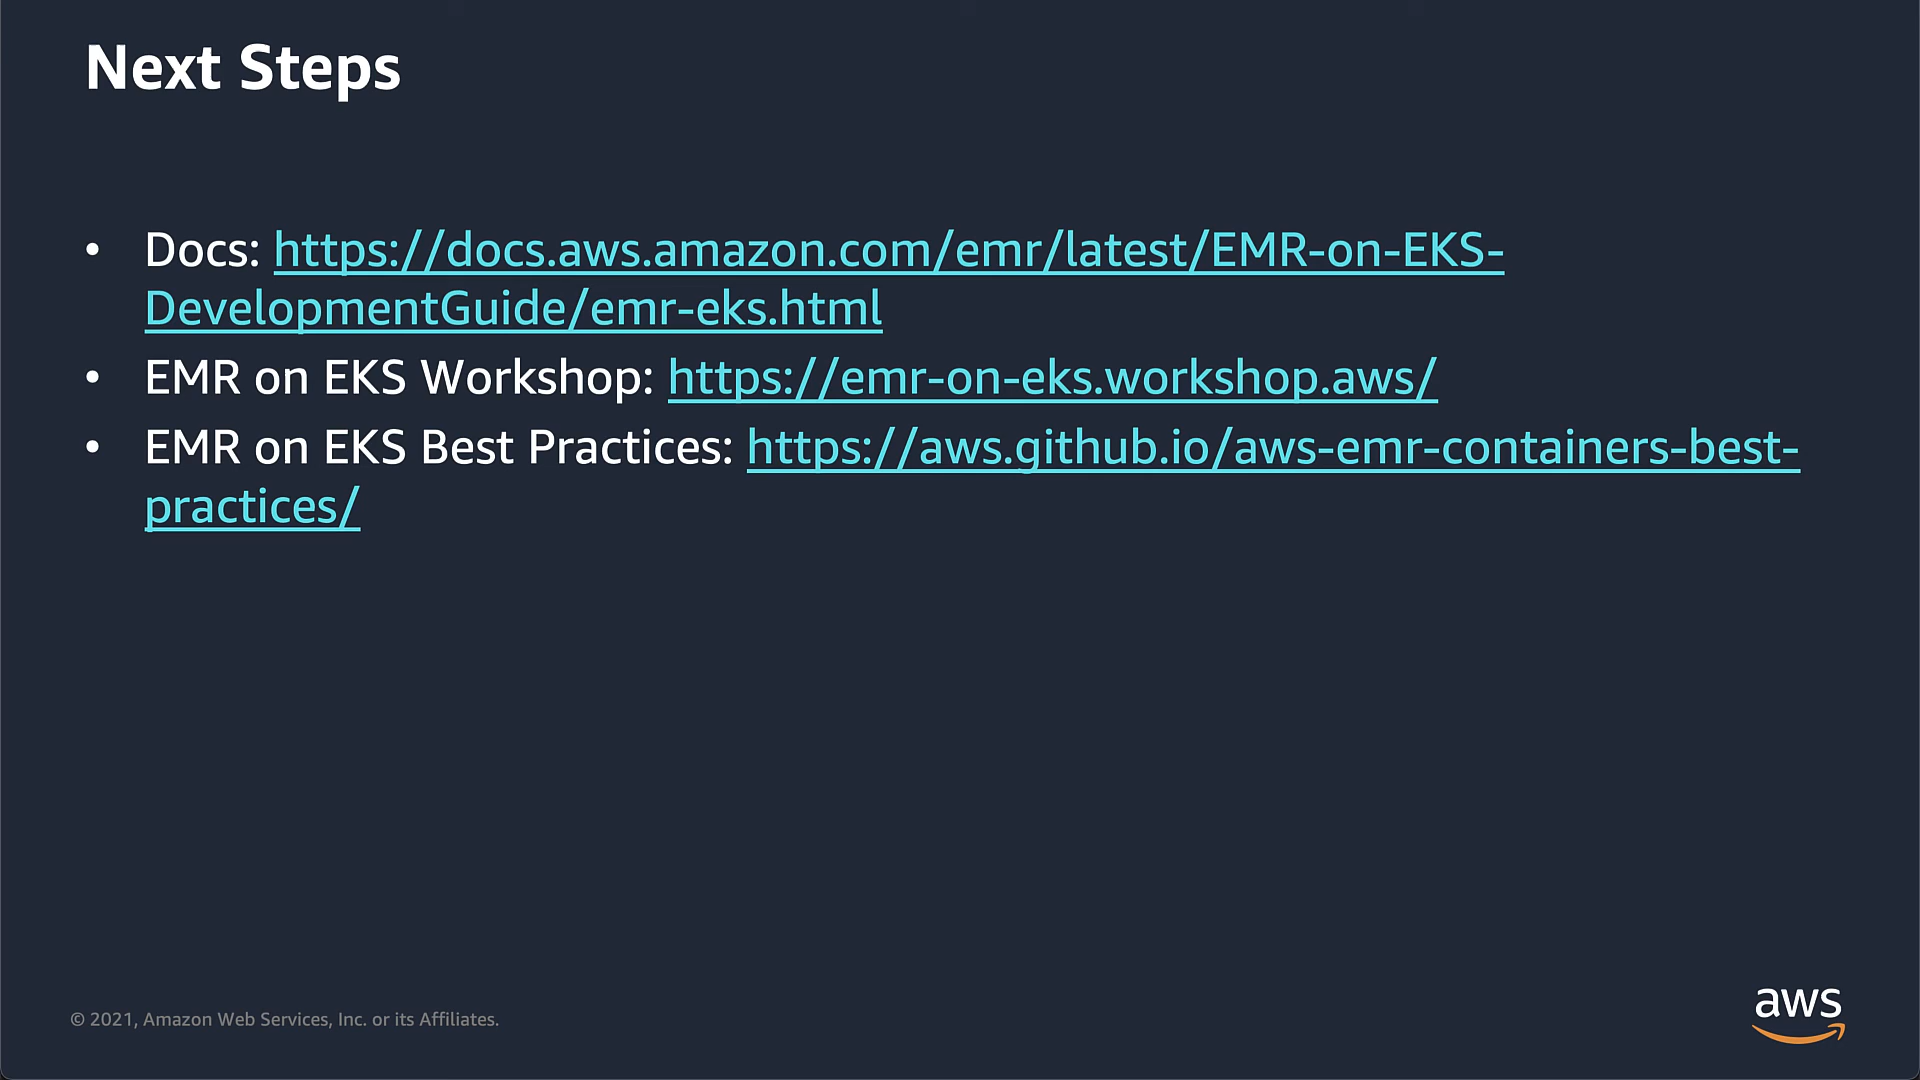 Next Steps
• Docs: https://docs.aws.amazon.com/emr/latest/EMR-on-EKS-
DevelopmentGuide/emr-eks.html
• EMR on EKS Workshop: https://emr-on-eks.workshop.aws/
• EMR on EKS Best Practices: https://aws.github.io/aws-emr-containers-best-
practices/
© 2021, Amazon Web Services, Inc. or its Affiliates.
aws